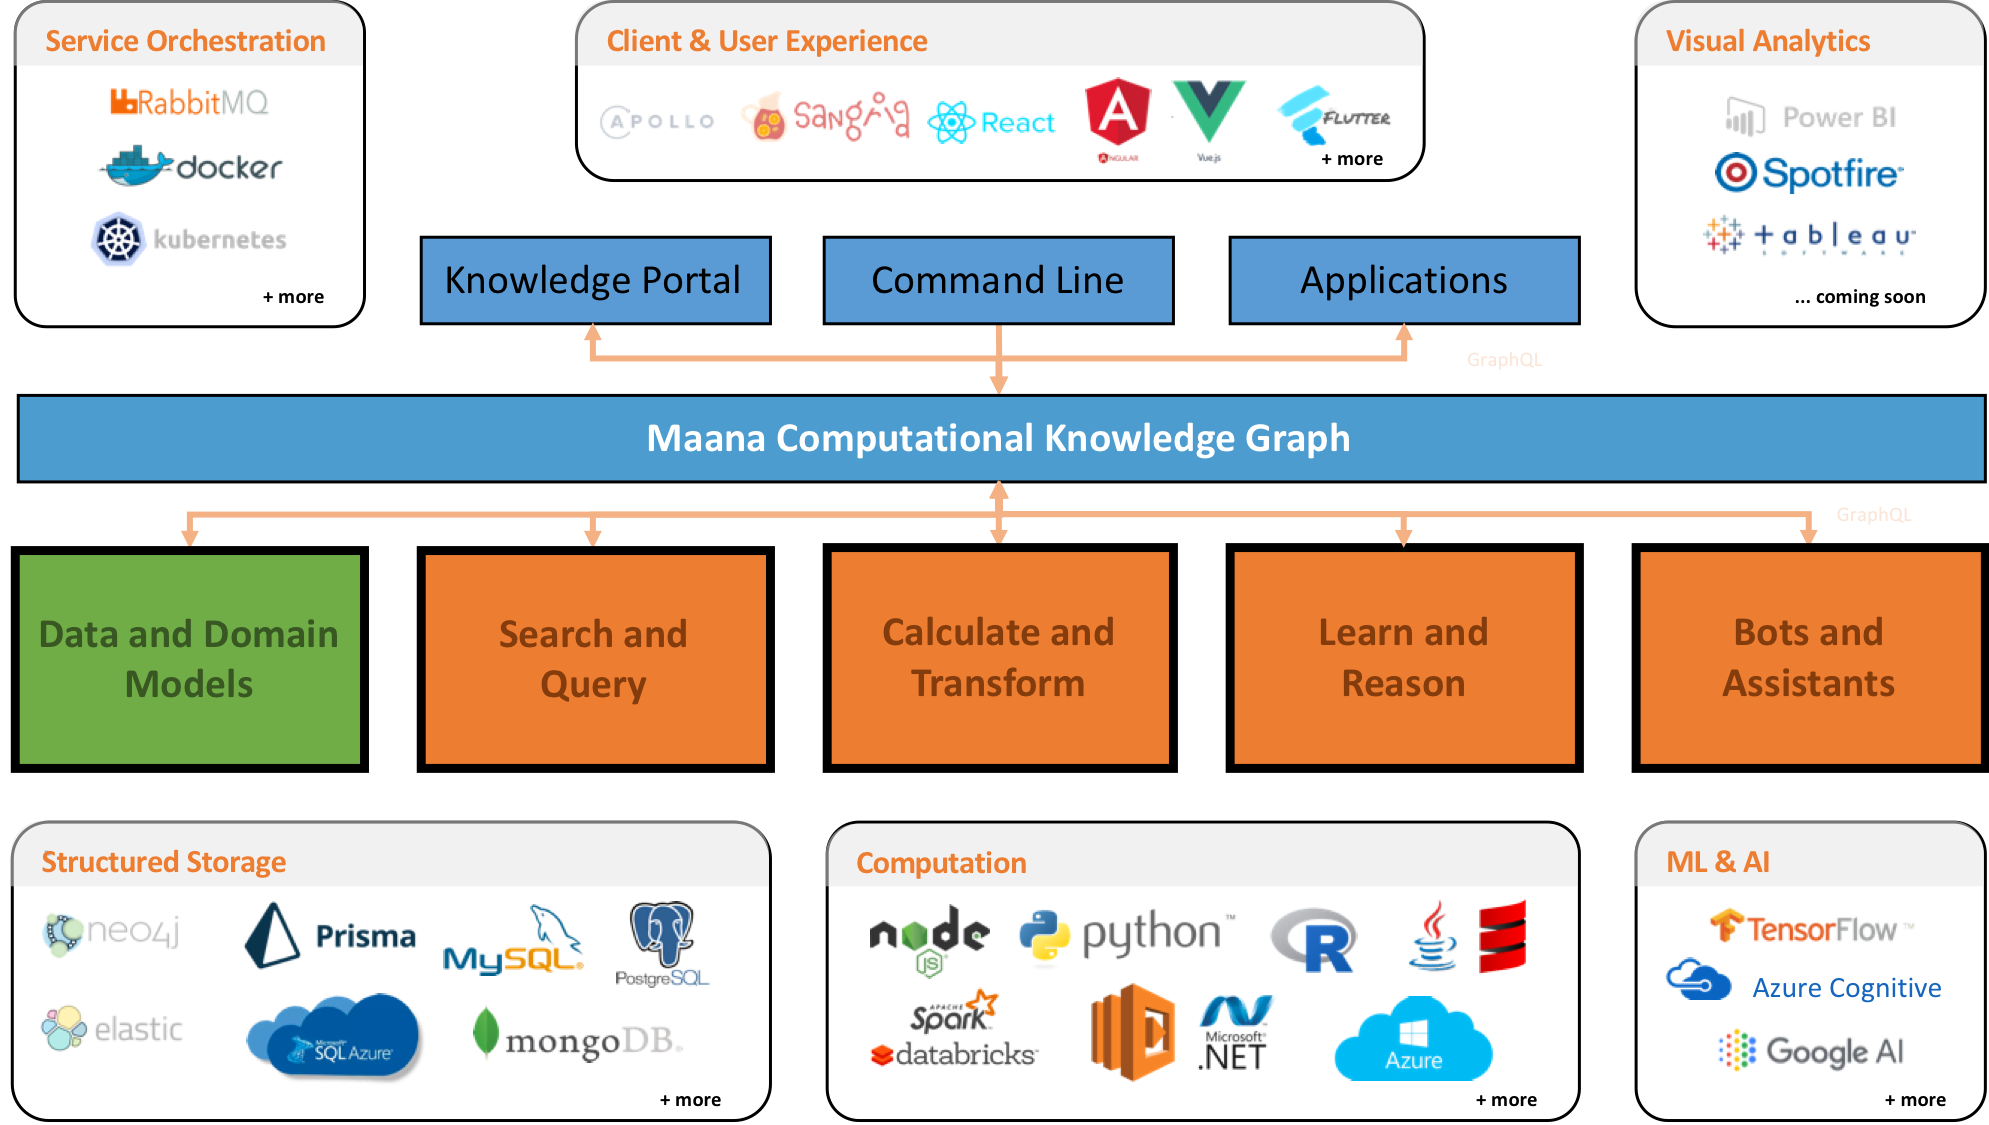 Service Orchestration
RabbitMQ
docker
kubernetes
+ more
Client & User Experience
APOLLO
sangria
React
ANGULAR
Vue.js
FLUTTER
+ more
Visual Analytics
Power BI
Spotfire
+ableau
SOFTWARE
... coming soon
Knowledge Portal
Command Line
Applications
GraphQL
Maana Computational Knowledge Graph
GraphQL
Data and Domain
Models
Search and
Query
Calculate and
Transform
Learn and
Reason
Bots and
Assistants
Structured Storage
neo4j
Prisma
MySQL
PostgreSQL
elastic
Microsoft
SQL Azure
mongoDB
+ more
Computation
node
JS
python™
R
APACHE
Spark™
databricks
Microsoft
.NET
Azure
+ more
ML & AI
TensorFlow™
Azure Cognitive
Google AI
+ more